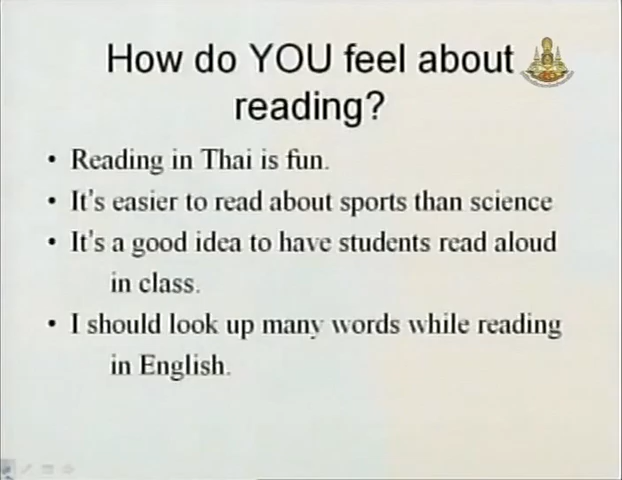 How do YOU feel about
reading?
• Reading in Thai is fun.
• It's easier to read about sports than science
• It's a good idea to have students read aloud
in class.
• I should look up many words while reading
in English.